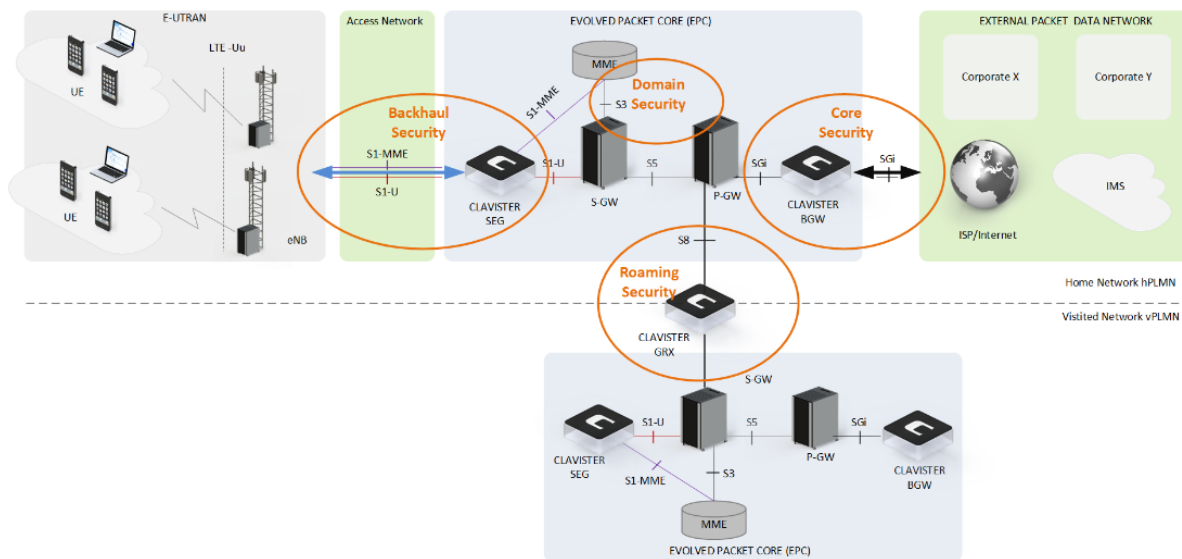 E-UTRAN
Access Network
EVOLVED PACKET CORE (EPC)
EXTERNAL PACKET DATA NETWORK
LTE -Uu
UE
MME
Domain
Security
Corporate X
Corporate Y
S1-MME
S3
Backhaul
Security
Core
Security
S1-MME
S1-U
S1-U
S5
SGi
SGi
UE
eNB
CLAVISTER
SEG
S-GW
P-GW
CLAVISTER
BGW
ISP/Internet
IMS
S8
Roaming
Security
Home Network hPLMN
Vistited Network vPLMN
CLAVISTER
GRX
S-GW
S1-U
S5
SGi
CLAVISTER
SEG
P-GW
CLAVISTER
BGW
S1-MME
S3
MME
EVOLVED PACKET CORE (EPC)